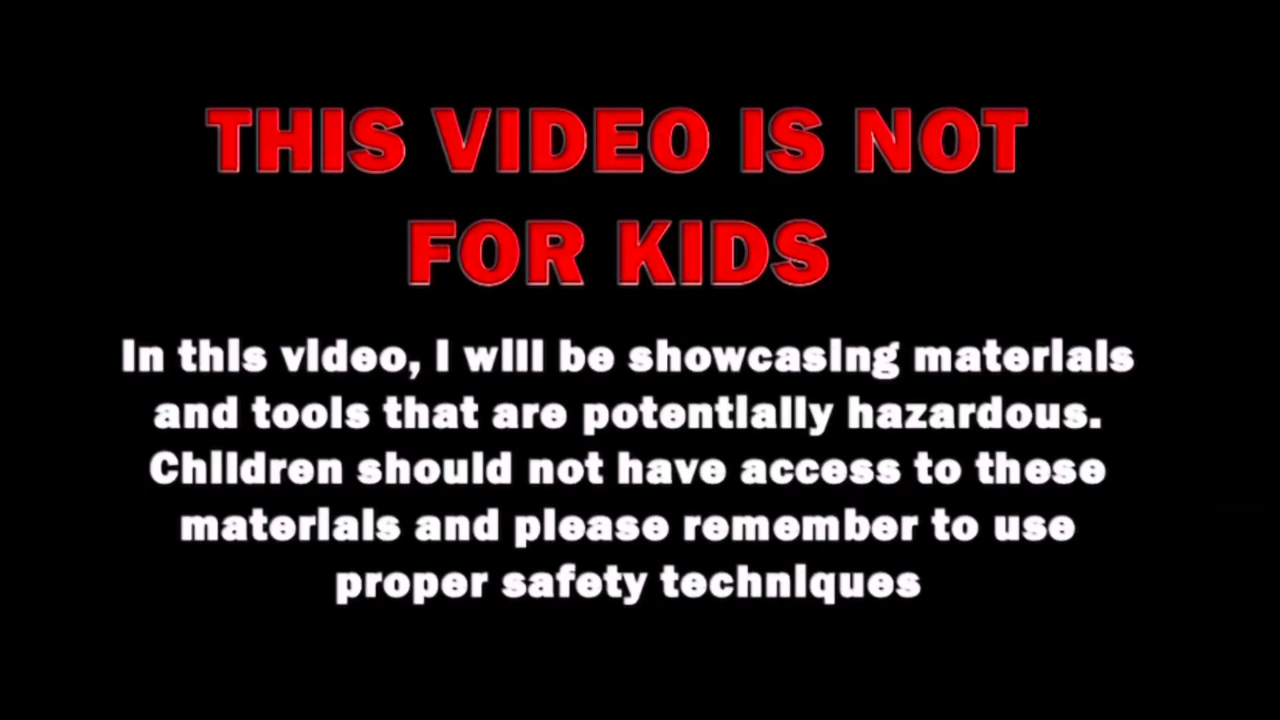 THIS VIDEO IS NOT
FOR KIDS
In this video, I will be showcasing materials
and tools that are potentially hazardous.
Children should not have access to these
materials and please remember to use
proper safety techniques